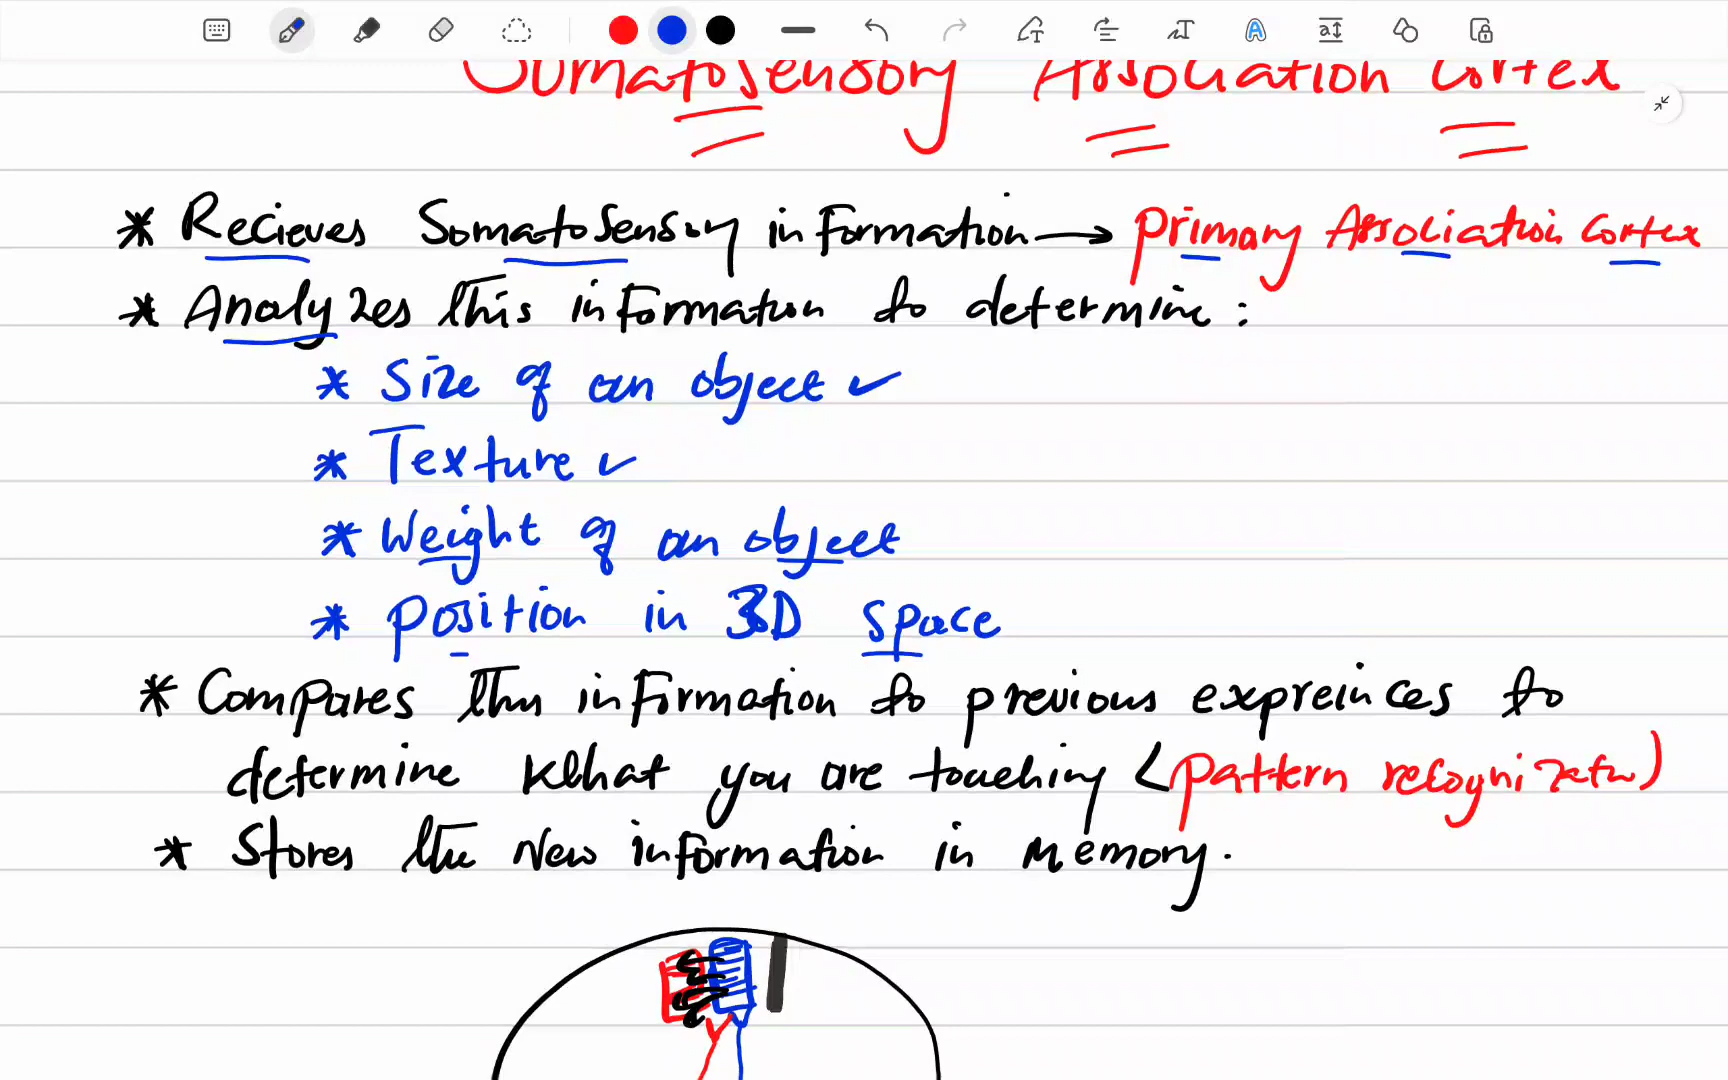 Somatosensory Association Cortex
* Recieves Somatosensory information → primary Association Cortex
* Analyzes this information to determine:
* Size of an object ✓
* Texture ✓
* Weight of an object
* position in 3D space
* Compares this information to previous expreinces to
determine what you are touching (pattern recognization)
* Stores the New information in Memory.